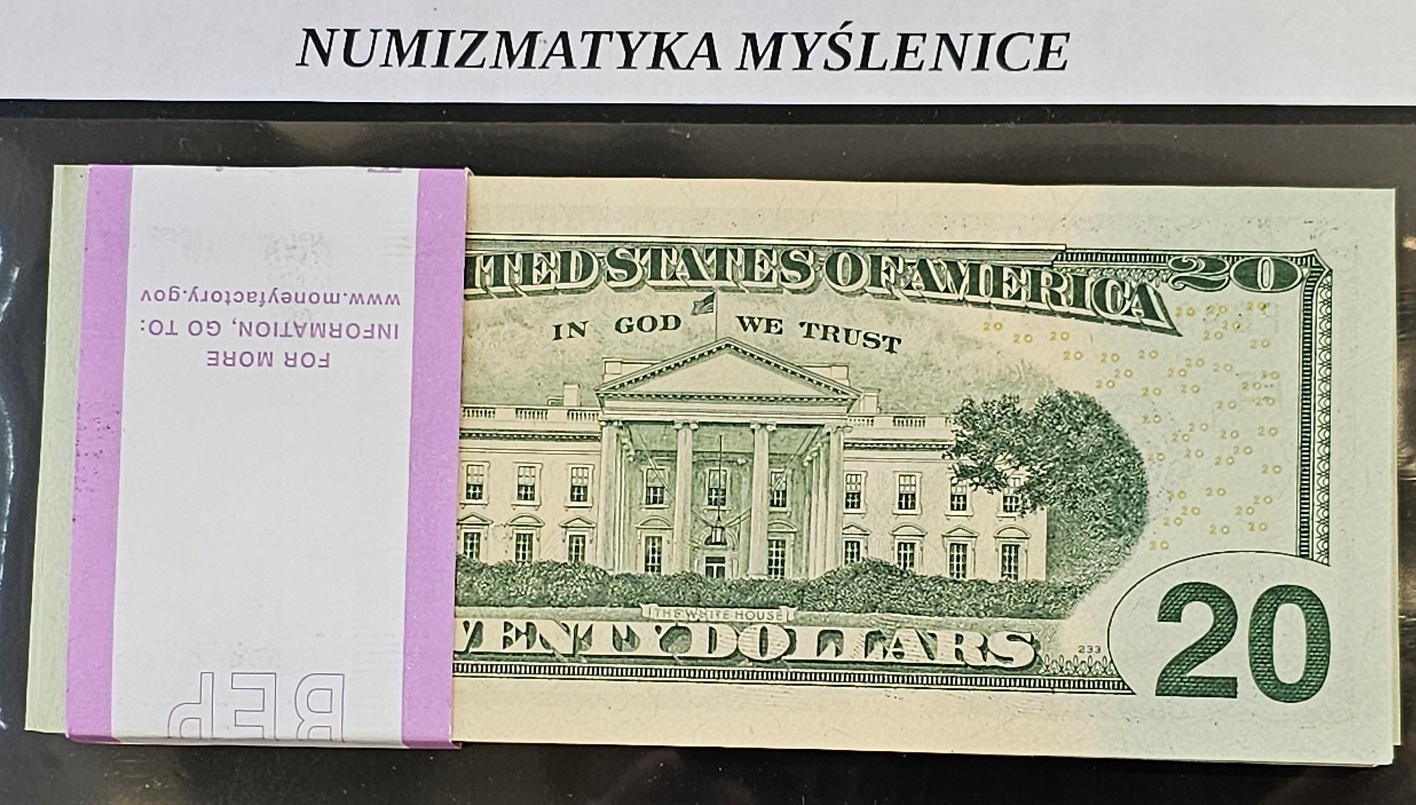 NUMIZMATYKA MYŚLENICE
ITED STATES OF AMERICA
20
IN GOD WE TRUST
THE WHITE HOUSE
ENTY DOLLARS
233
20
FOR MORE
INFORMATION, GO TO:
www.moneyfactory.gov
BEP